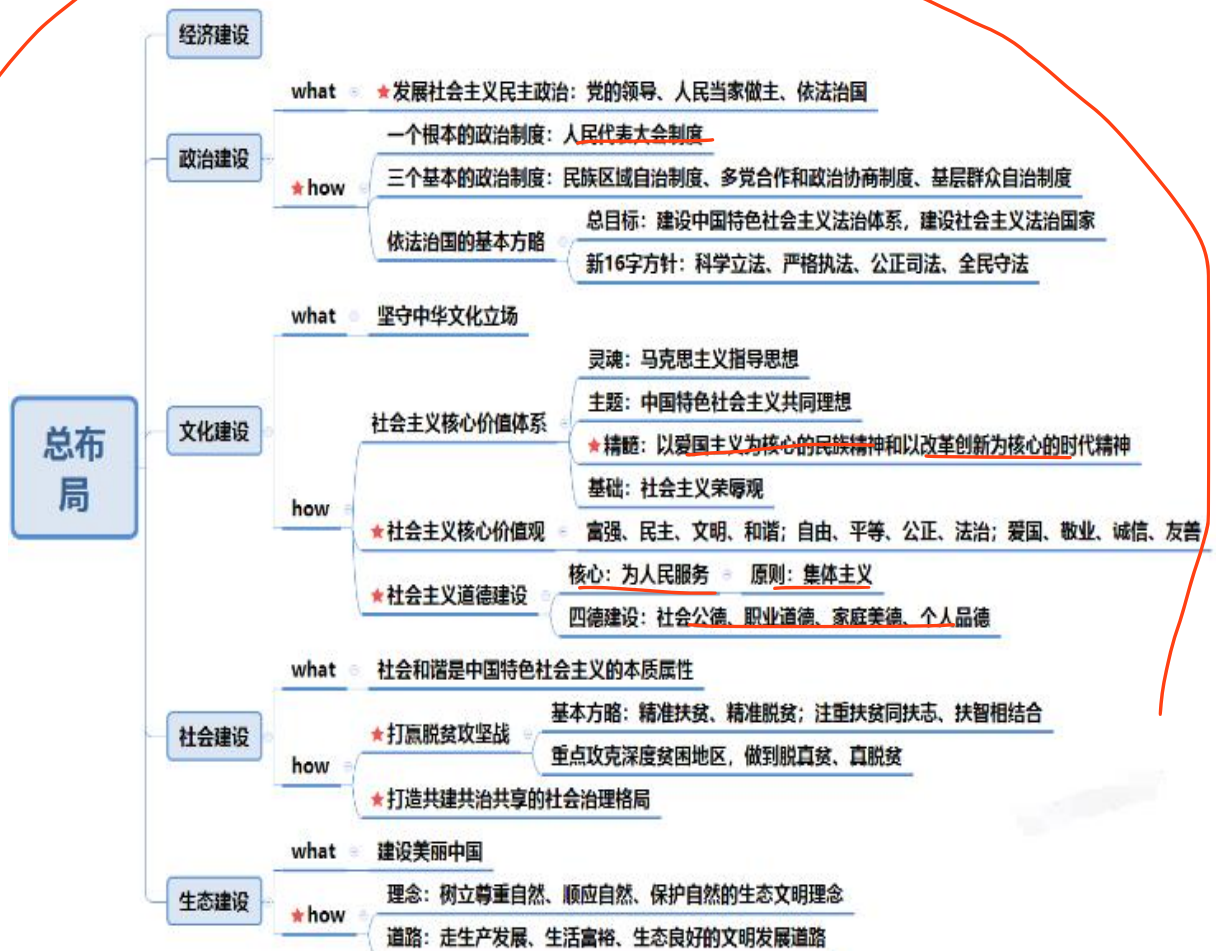 经济建设
what ★发展社会主义民主政治：党的领导、人民当家做主、依法治国
一个根本的政治制度：人民代表大会制度
政治建设
★how 三个基本的政治制度：民族区域自治制度、多党合作和政治协商制度、基层群众自治制度
总目标：建设中国特色社会主义法治体系，建设社会主义法治国家
依法治国的基本方略
新16字方针：科学立法、严格执法、公正司法、全民守法
what 坚守中华文化立场
灵魂：马克思主义指导思想
主题：中国特色社会主义共同理想
文化建设
社会主义核心价值体系
总布
局
★精髓：以爱国主义为核心的民族精神和以改革创新为核心的时代精神
基础：社会主义荣辱观
how
★社会主义核心价值观 富强、民主、文明、和谐；自由、平等、公正、法治；爱国、敬业、诚信、友善
核心：为人民服务 原则：集体主义
★社会主义道德建设
四德建设：社会公德、职业道德、家庭美德、个人品德
what 社会和谐是中国特色社会主义的本质属性
基本方略：精准扶贫、精准脱贫；注重扶贫同扶志、扶智相结合
社会建设
★打赢脱贫攻坚战
重点攻克深度贫困地区，做到脱真贫、真脱贫
how
★打造共建共治共享的社会治理格局
what 建设美丽中国
理念：树立尊重自然、顺应自然、保护自然的生态文明理念
生态建设
★how
道路：走生产发展、生活富裕、生态良好的文明发展道路